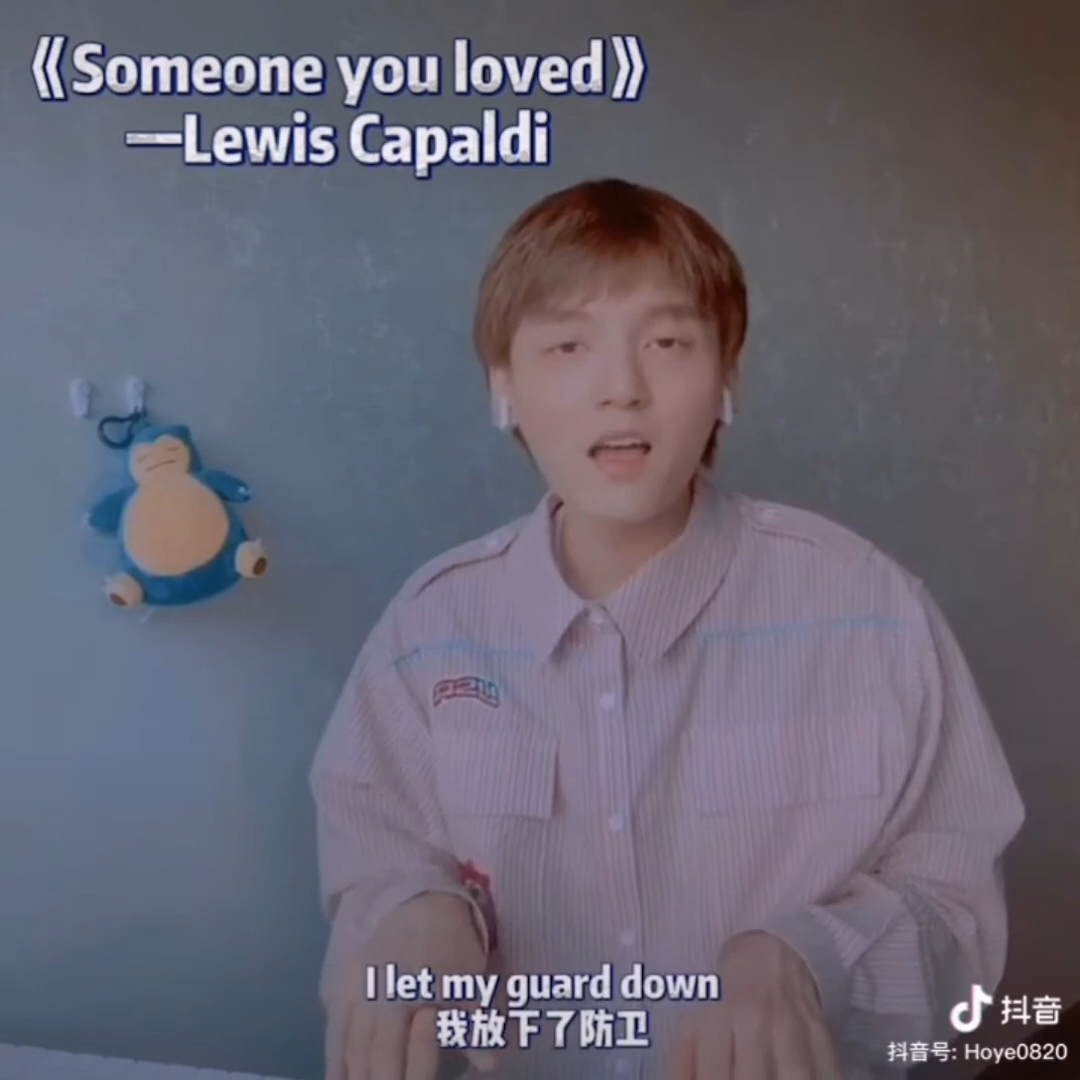 《Someone you loved》
—Lewis Capaldi
I let my guard down
我放下了防卫
抖音
抖音号: Hoye0820